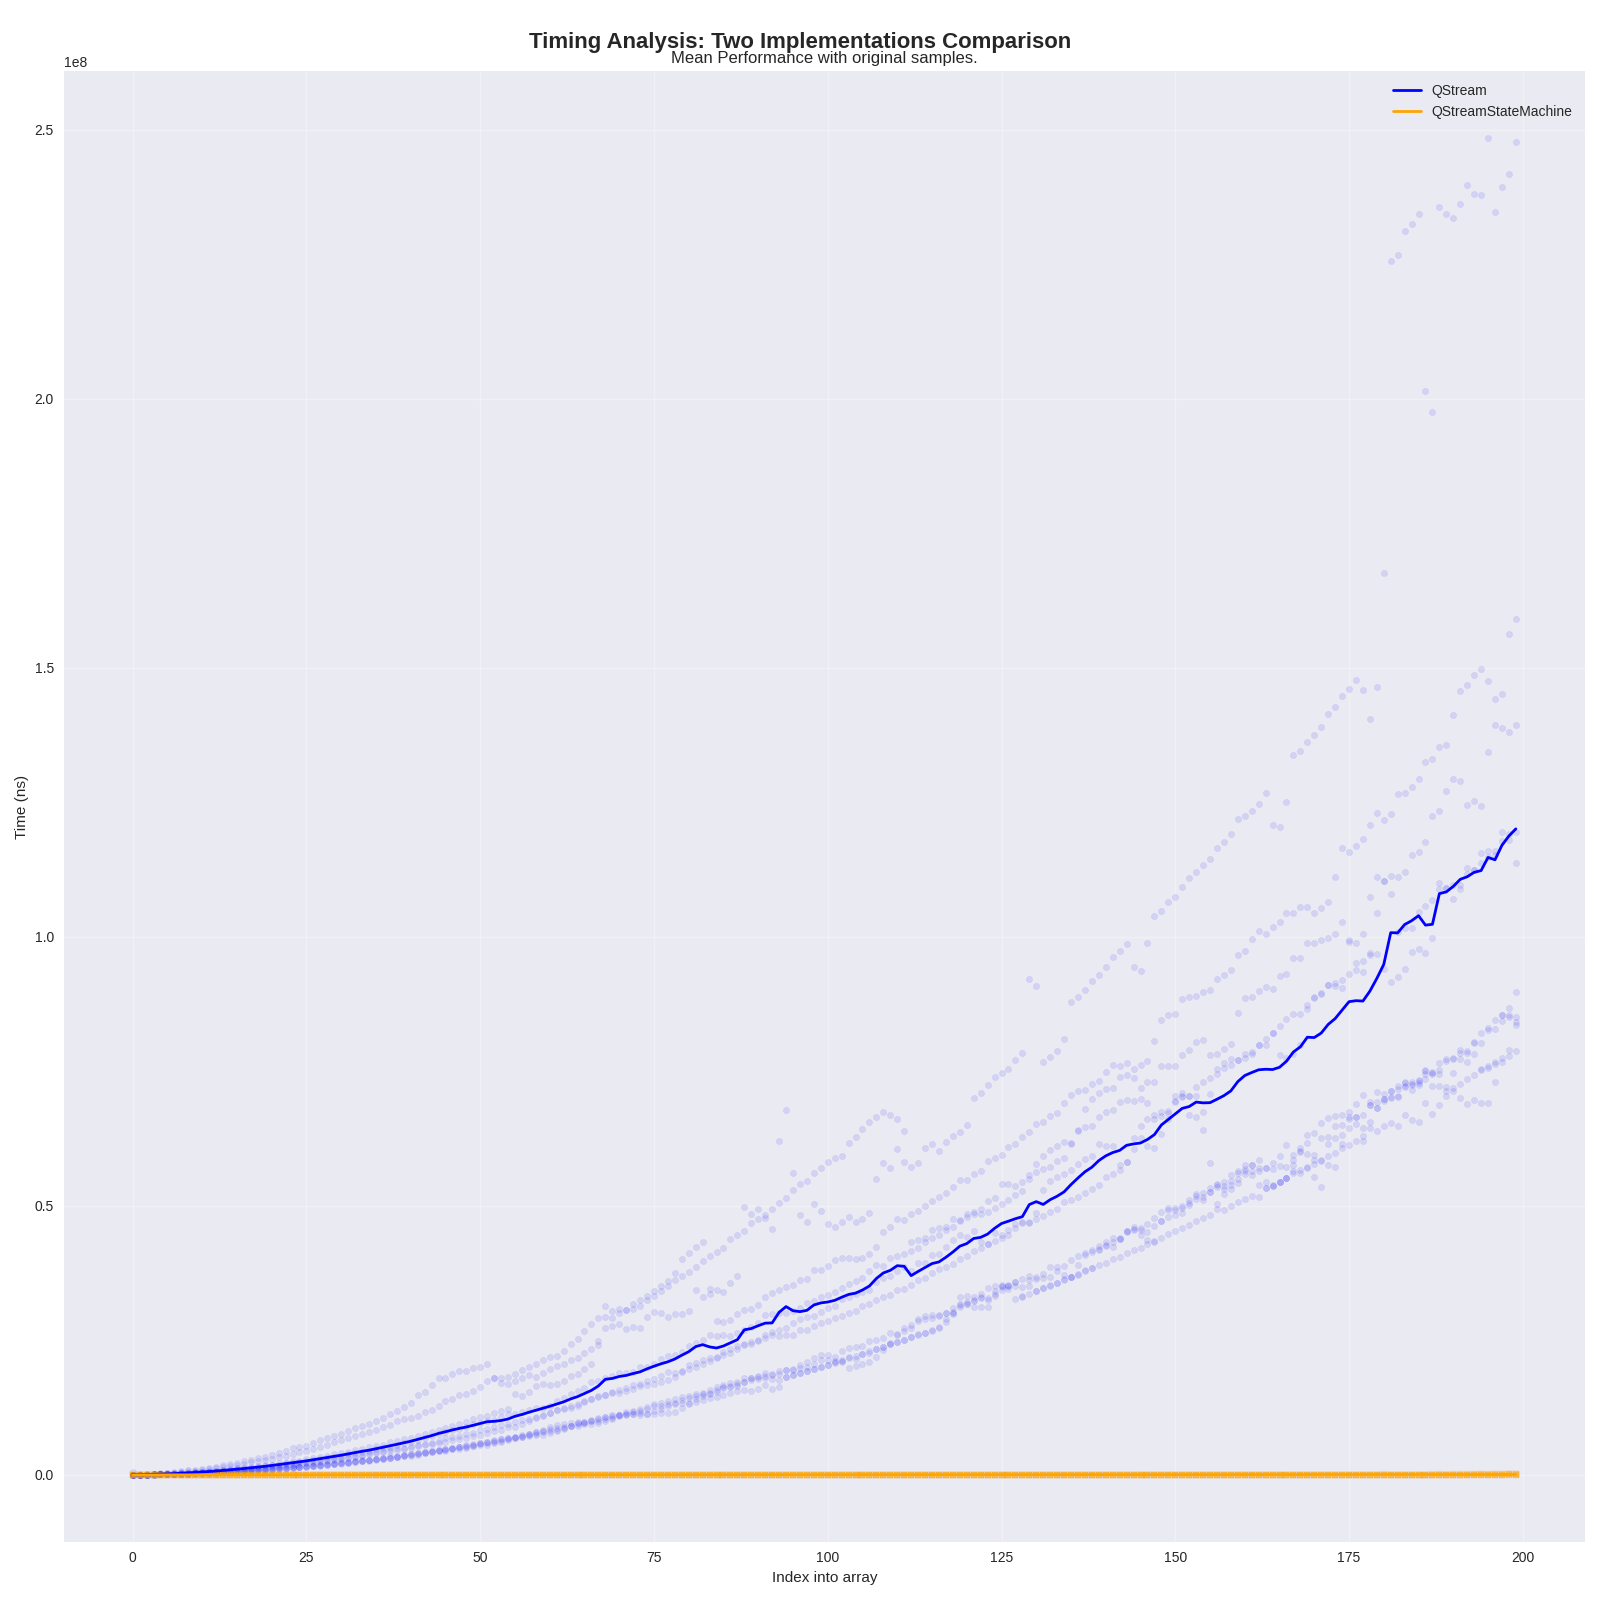 Timing Analysis: Two Implementations Comparison
Mean Performance with original samples.
1e8
QStream
QStreamStateMachine
2.5
2.0
1.5
1.0
0.5
0.0
Time (ns)
0 25 50 75 100 125 150 175 200
Index into array